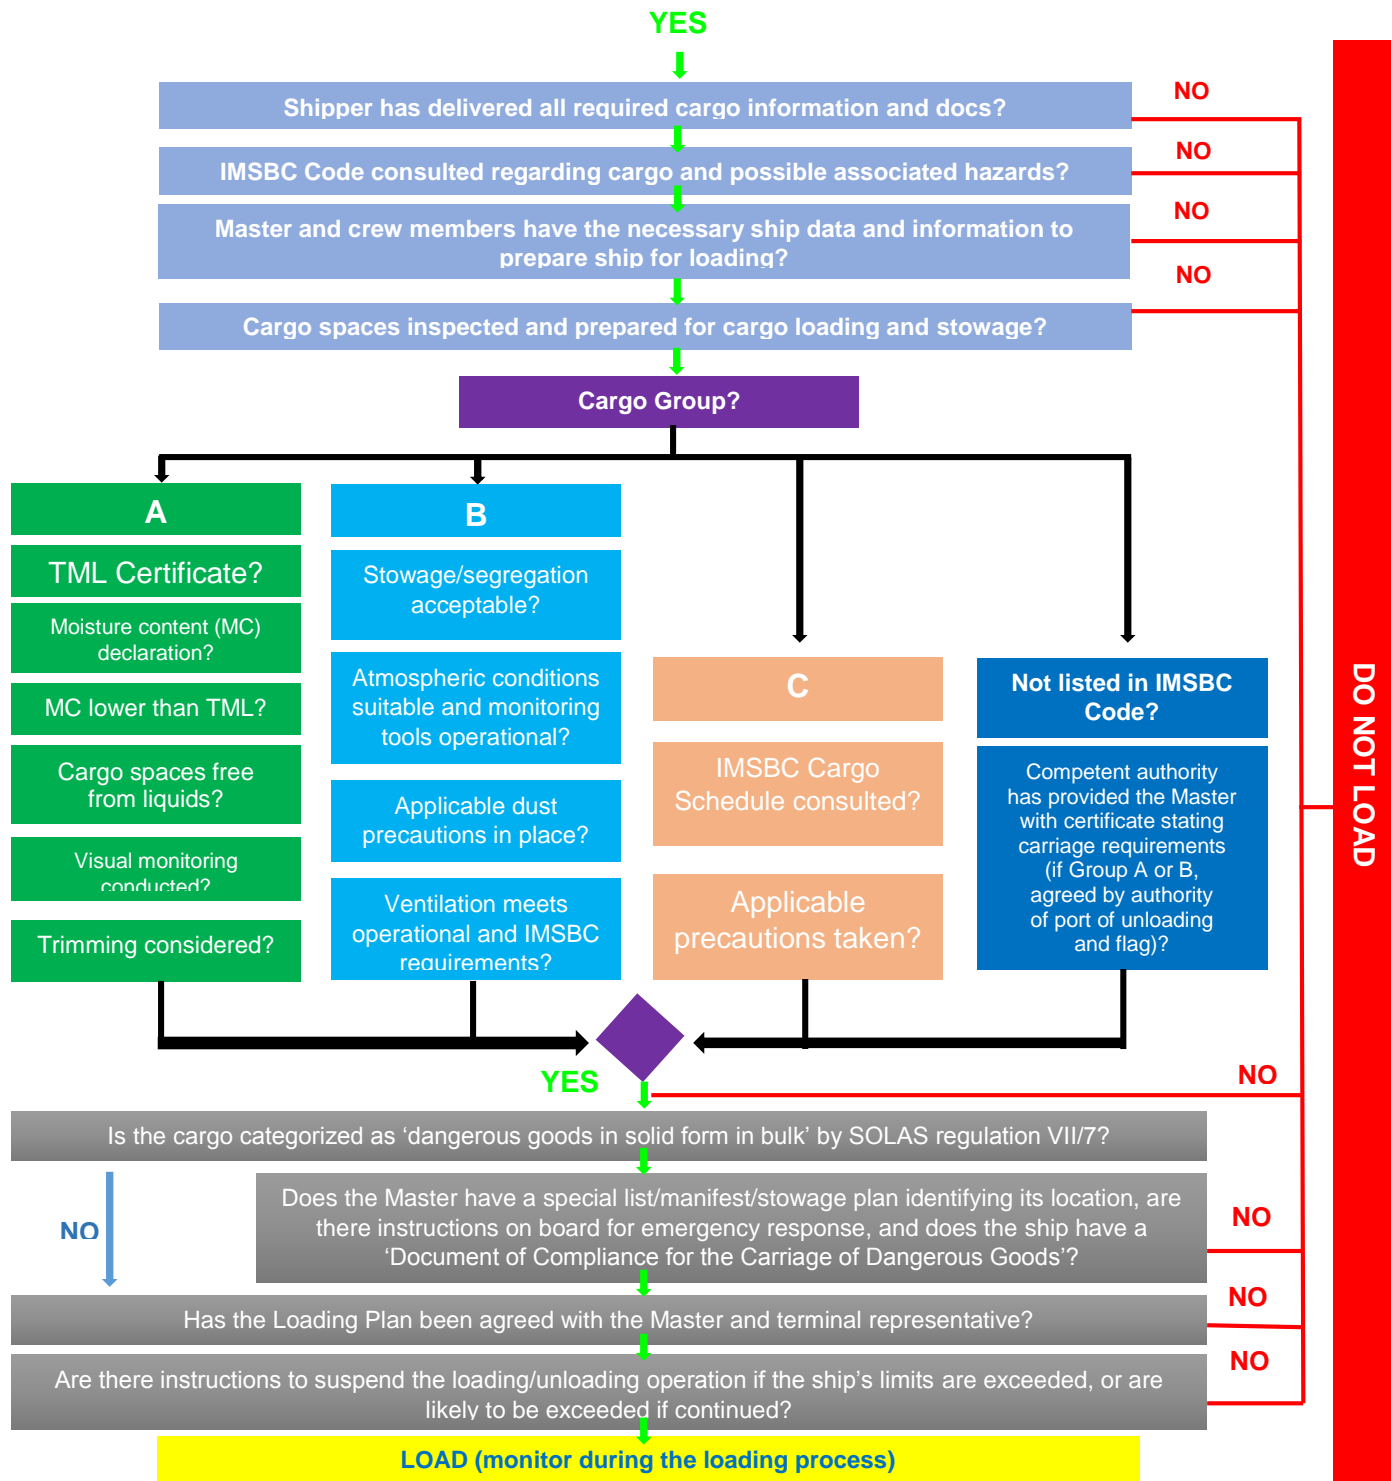 YES
Shipper has delivered all required cargo information and docs?
NO
IMSBC Code consulted regarding cargo and possible associated hazards?
NO
Master and crew members have the necessary ship data and information to
prepare ship for loading?
NO
Cargo spaces inspected and prepared for cargo loading and stowage?
NO
Cargo Group?
A
TML Certificate?
Moisture content (MC)
declaration?
MC lower than TML?
Cargo spaces free
from liquids?
Visual monitoring
conducted?
Trimming considered?
B
Stowage/segregation
acceptable?
Atmospheric conditions
suitable and monitoring
tools operational?
Applicable dust
precautions in place?
Ventilation meets
operational and IMSBC
requirements?
C
IMSBC Cargo
Schedule consulted?
Applicable
precautions taken?
Not listed in IMSBC
Code?
Competent authority
has provided the Master
with certificate stating
carriage requirements
(if Group A or B,
agreed by authority
of port of unloading
and flag)?
DO NOT LOAD
YES
NO
Is the cargo categorized as ‘dangerous goods in solid form in bulk’ by SOLAS regulation VII/7?
NO
Does the Master have a special list/manifest/stowage plan identifying its location, are
there instructions on board for emergency response, and does the ship have a
‘Document of Compliance for the Carriage of Dangerous Goods’?
NO
Has the Loading Plan been agreed with the Master and terminal representative?
NO
Are there instructions to suspend the loading/unloading operation if the ship’s limits are exceeded, or are
likely to be exceeded if continued?
NO
LOAD (monitor during the loading process)